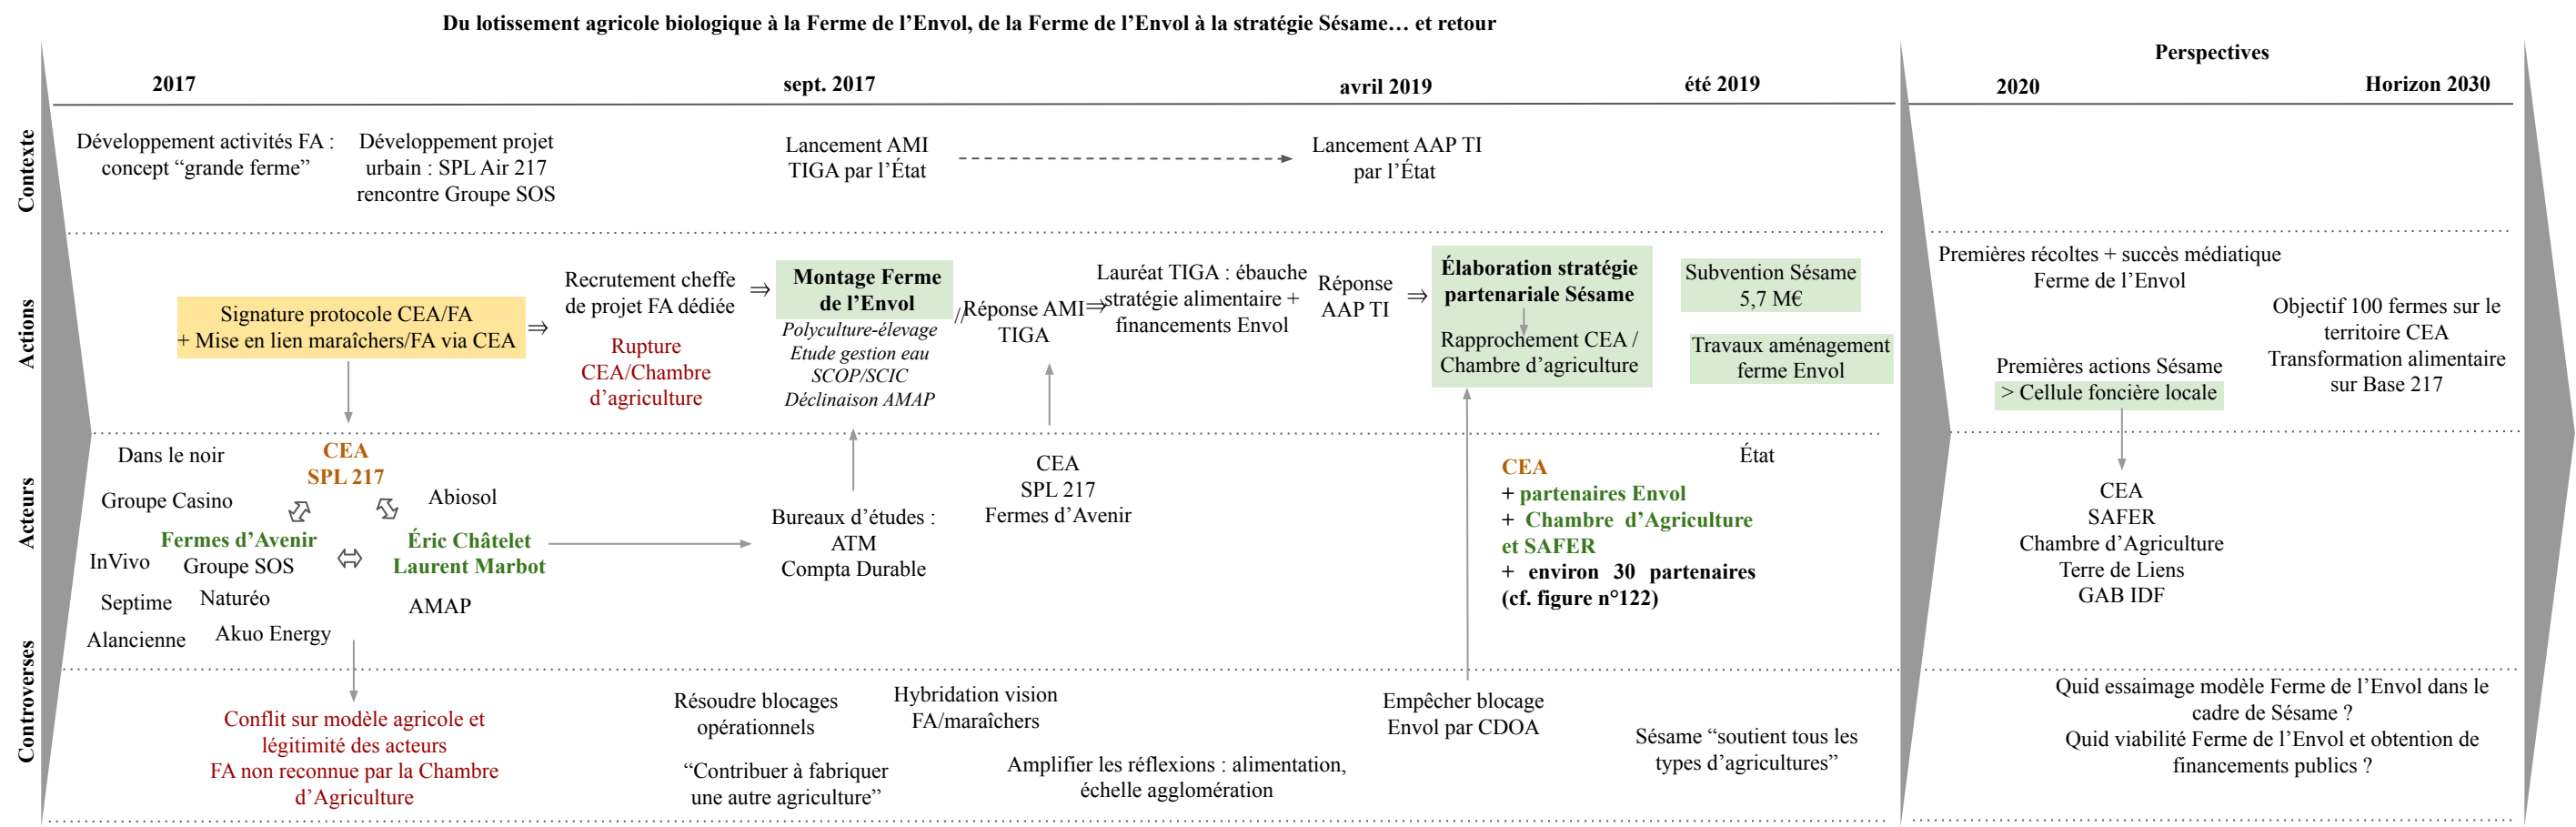 Du lotissement agricole biologique à la Ferme de l’Envol, de la Ferme de l’Envol à la stratégie Sésame… et retour
Perspectives
2017
sept. 2017
avril 2019
été 2019
2020
Horizon 2030
Contexte
Développement activités FA :
concept “grande ferme”
Développement projet
urbain : SPL Air 217
rencontre Groupe SOS
Lancement AMI
TIGA par l’État
Lancement AAP TI
par l’État
Actions
Signature protocole CEA/FA
+ Mise en lien maraîchers/FA via CEA
⇒
Recrutement cheffe
de projet FA dédiée
Rupture
CEA/Chambre
d’agriculture
⇒
Montage Ferme
de l’Envol
Polyculture-élevage
Etude gestion eau
SCOP/SCIC
Déclinaison AMAP
//
Réponse AMI
TIGA
⇒
Lauréat TIGA : ébauche
stratégie alimentaire +
financements Envol
Réponse
AAP TI
⇒
Élaboration stratégie
partenariale Sésame
Rapprochement CEA /
Chambre d’agriculture
Subvention Sésame
5,7 M€
Travaux aménagement
ferme Envol
Premières récoltes + succès médiatique
Ferme de l’Envol
Premières actions Sésame
> Cellule foncière locale
Objectif 100 fermes sur le
territoire CEA
Transformation alimentaire
sur Base 217
Acteurs
Dans le noir
CEA
SPL 217
Groupe Casino
Abiosol
Fermes d’Avenir
Groupe SOS
Éric Châtelet
Laurent Marbot
InVivo
Septime
Naturéo
AMAP
Alancienne
Akuo Energy
Bureaux d’études :
ATM
Compta Durable
CEA
SPL 217
Fermes d’Avenir
CEA
+ partenaires Envol
+ Chambre d’Agriculture
et SAFER
+ environ 30 partenaires
(cf. figure n°122)
État
CEA
SAFER
Chambre d’Agriculture
Terre de Liens
GAB IDF
Controverses
Conflit sur modèle agricole et
légitimité des acteurs
FA non reconnue par la Chambre
d’Agriculture
Résoudre blocages
opérationnels
“Contribuer à fabriquer
une autre agriculture”
Hybridation vision
FA/maraîchers
Amplifier les réflexions : alimentation,
échelle agglomération
Empêcher blocage
Envol par CDOA
Sésame “soutient tous les
types d’agricultures”
Quid essaimage modèle Ferme de l’Envol dans le
cadre de Sésame ?
Quid viabilité Ferme de l’Envol et obtention de
financements publics ?